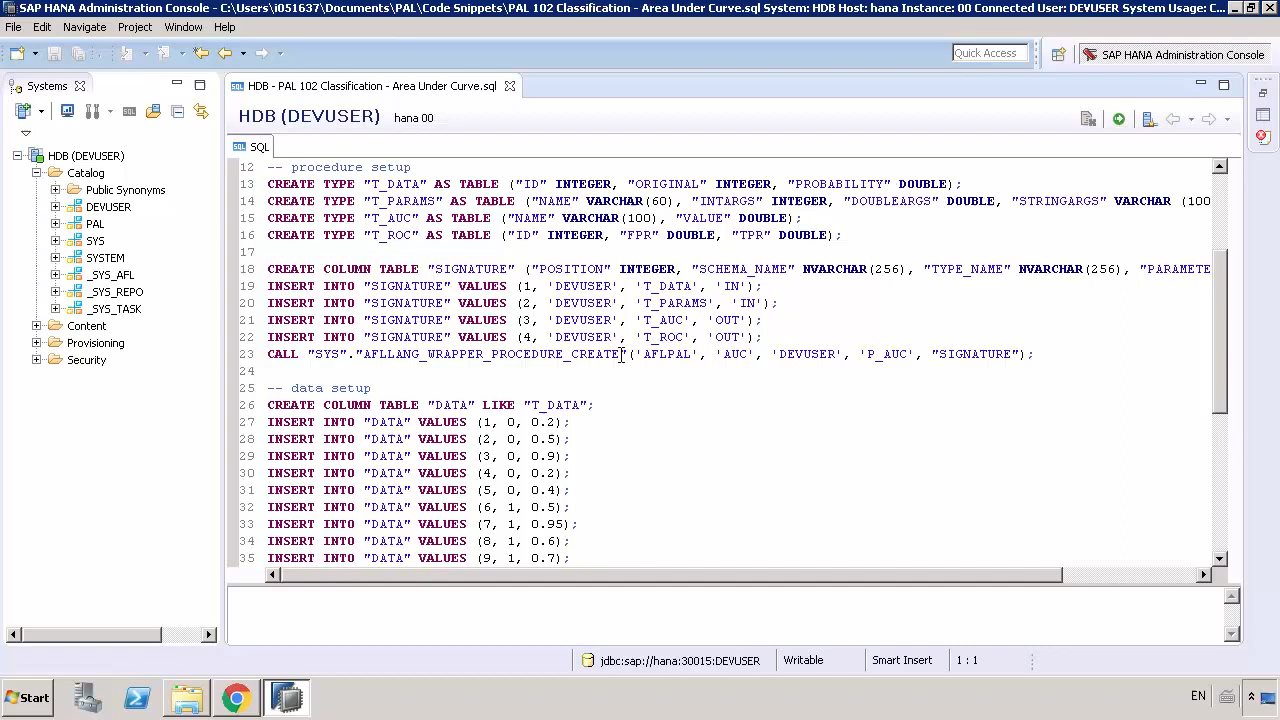 SAP HANA Administration Console - C:\Users\i051637\Documents\PAL\Code Snippets\PAL 102 Classification - Area Under Curve.sql System: HDB Host: hana Instance: 00 Connected User: DEVUSER System Usage: C...
File Edit Navigate Project Window Help
Quick Access
SAP HANA Administration Console
Systems
HDB (DEVUSER)
Catalog
Public Synonyms
DEVUSER
PAL
SYS
SYSTEM
_SYS_AFL
_SYS_REPO
_SYS_TASK
Content
Provisioning
Security
SQL HDB - PAL 102 Classification - Area Under Curve.sql
HDB (DEVUSER) hana 00
SQL SQL
12 -- procedure setup
13 CREATE TYPE "T_DATA" AS TABLE ("ID" INTEGER, "ORIGINAL" INTEGER, "PROBABILITY" DOUBLE);
14 CREATE TYPE "T_PARAMS" AS TABLE ("NAME" VARCHAR(60), "INTARGS" INTEGER, "DOUBLEARGS" DOUBLE, "STRINGARGS" VARCHAR (100
15 CREATE TYPE "T_AUC" AS TABLE ("NAME" VARCHAR(100), "VALUE" DOUBLE);
16 CREATE TYPE "T_ROC" AS TABLE ("ID" INTEGER, "FPR" DOUBLE, "TPR" DOUBLE);
17
18 CREATE COLUMN TABLE "SIGNATURE" ("POSITION" INTEGER, "SCHEMA_NAME" NVARCHAR(256), "TYPE_NAME" NVARCHAR(256), "PARAMETE
19 INSERT INTO "SIGNATURE" VALUES (1, 'DEVUSER', 'T_DATA', 'IN');
20 INSERT INTO "SIGNATURE" VALUES (2, 'DEVUSER', 'T_PARAMS', 'IN');
21 INSERT INTO "SIGNATURE" VALUES (3, 'DEVUSER', 'T_AUC', 'OUT');
22 INSERT INTO "SIGNATURE" VALUES (4, 'DEVUSER', 'T_ROC', 'OUT');
23 CALL "SYS"."AFLLANG_WRAPPER_PROCEDURE_CREATE"('AFLPAL', 'AUC', 'DEVUSER', 'P_AUC', "SIGNATURE");
24
25 -- data setup
26 CREATE COLUMN TABLE "DATA" LIKE "T_DATA";
27 INSERT INTO "DATA" VALUES (1, 0, 0.2);
28 INSERT INTO "DATA" VALUES (2, 0, 0.5);
29 INSERT INTO "DATA" VALUES (3, 0, 0.9);
30 INSERT INTO "DATA" VALUES (4, 0, 0.2);
31 INSERT INTO "DATA" VALUES (5, 0, 0.4);
32 INSERT INTO "DATA" VALUES (6, 1, 0.5);
33 INSERT INTO "DATA" VALUES (7, 1, 0.95);
34 INSERT INTO "DATA" VALUES (8, 1, 0.6);
35 INSERT INTO "DATA" VALUES (9, 1, 0.7);
jdbc:sap://hana:30015:DEVUSER Writable Smart Insert 1 : 1
Start EN